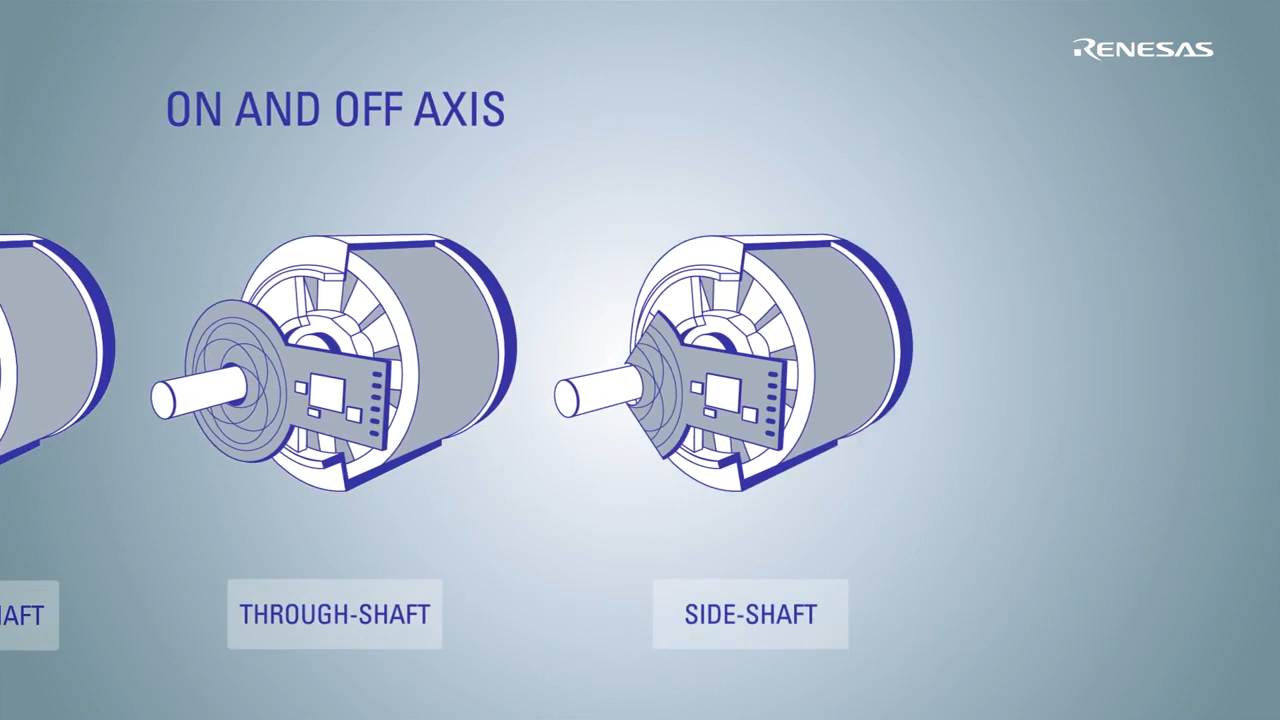 RENESAS
ON AND OFF AXIS
THROUGH-SHAFT
SIDE-SHAFT